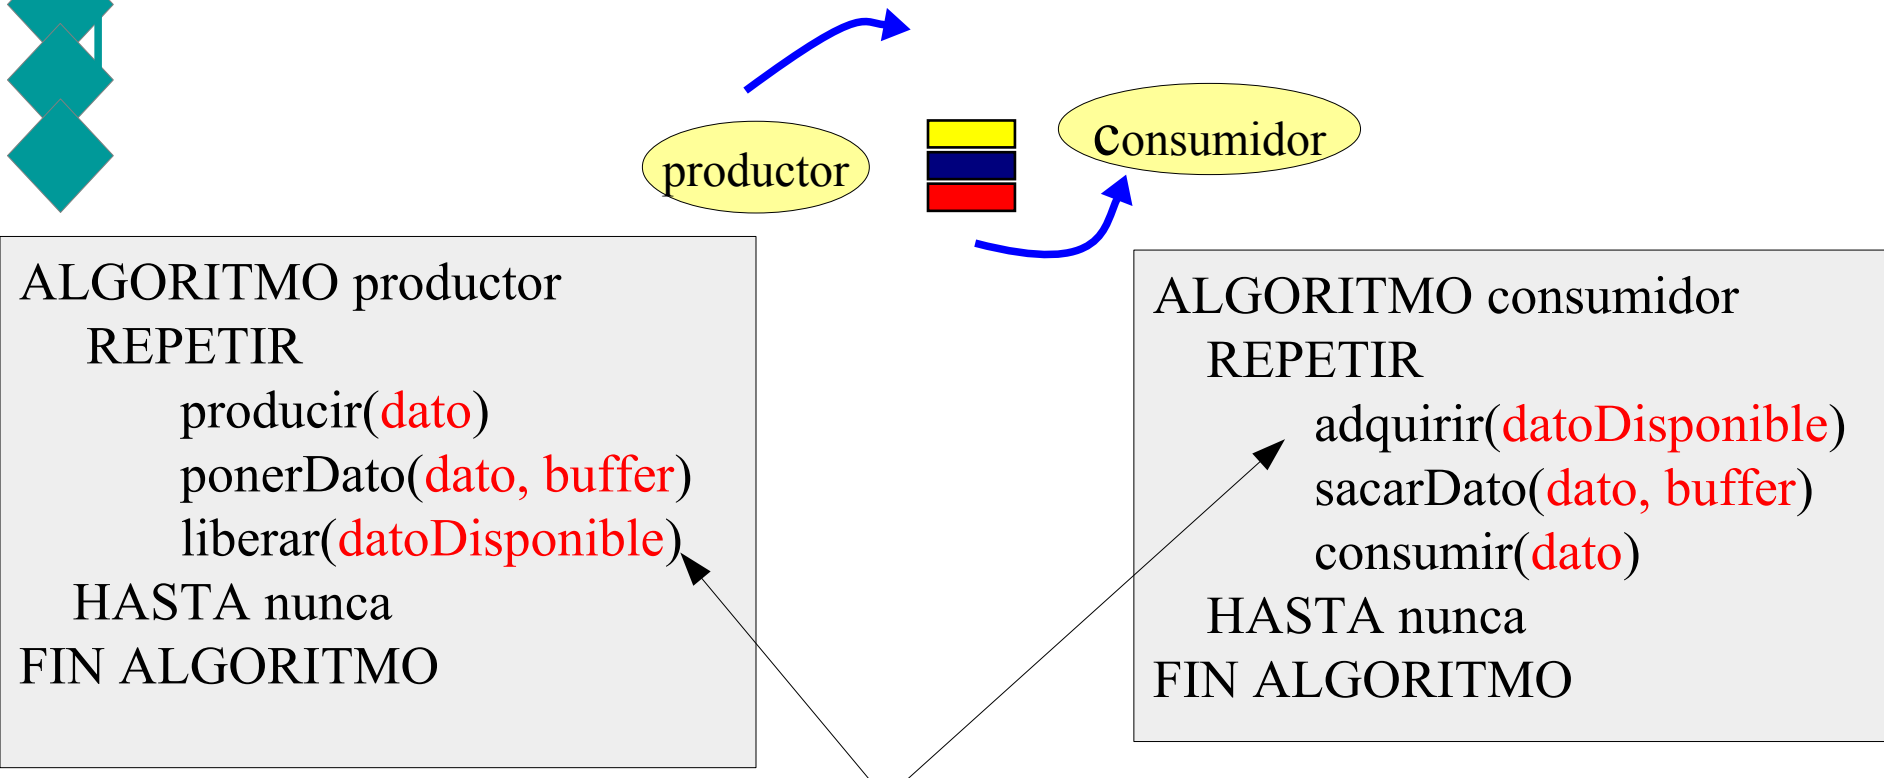 productor
consumidor
ALGORITMO productor
REPETIR
producir(dato)
ponerDato(dato, buffer)
liberar(datoDisponible)
HASTA nunca
FIN ALGORITMO
ALGORITMO consumidor
REPETIR
adquirir(datoDisponible)
sacarDato(dato, buffer)
consumir(dato)
HASTA nunca
FIN ALGORITMO